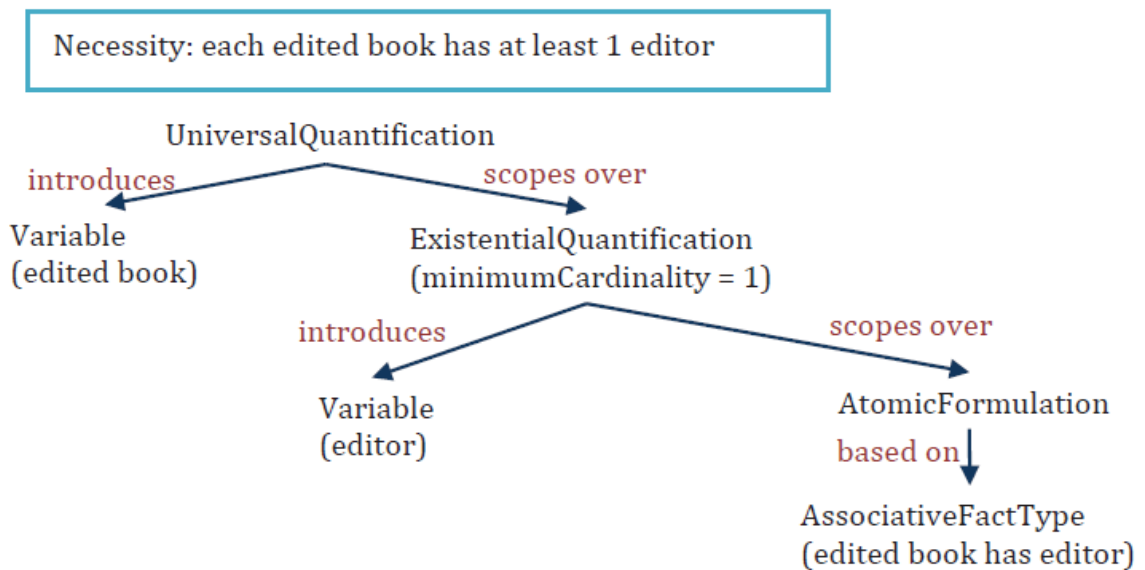 Necessity: each edited book has at least 1 editor
UniversalQuantification
introduces
scopes over
Variable
(edited book)
ExistentialQuantification
(minimumCardinality = 1)
introduces
scopes over
Variable
(editor)
AtomicFormulation
based on
AssociativeFactType
(edited book has editor)